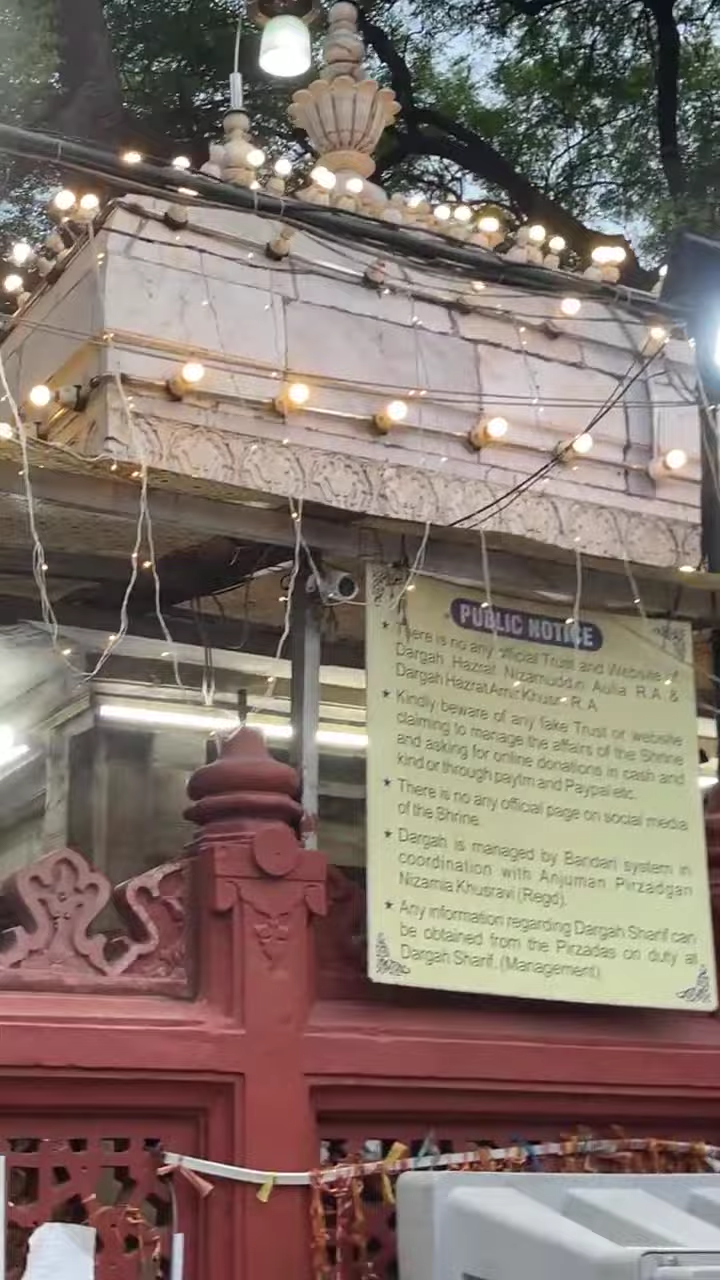 PUBLIC NOTICE
★ There is no any official Trust and Website of
Dargah Hazrat Nizamuddin Aulia R.A. &
Dargah Hazrat Amir Khusro R.A.
★ Kindly beware of any fake Trust or website
claiming to manage the affairs of the Shrine
and asking for online donations in cash and
kind or through paytm and Paypal etc.
★ There is no any official page on social media
of the Shrine.
★ Dargah is managed by Baridari system in
coordination with Anjuman Pirzadgan
Nizamia Khusravi (Regd).
★ Any information regarding Dargah Sharif can
be obtained from the Pirzadas on duty at
Dargah Sharif. (Management)